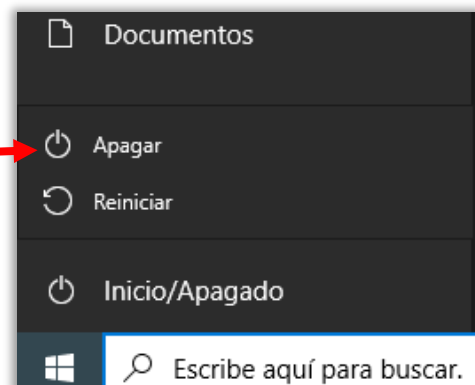 Documentos
Apagar
Reiniciar
Inicio/Apagado
Escribe aquí para buscar.